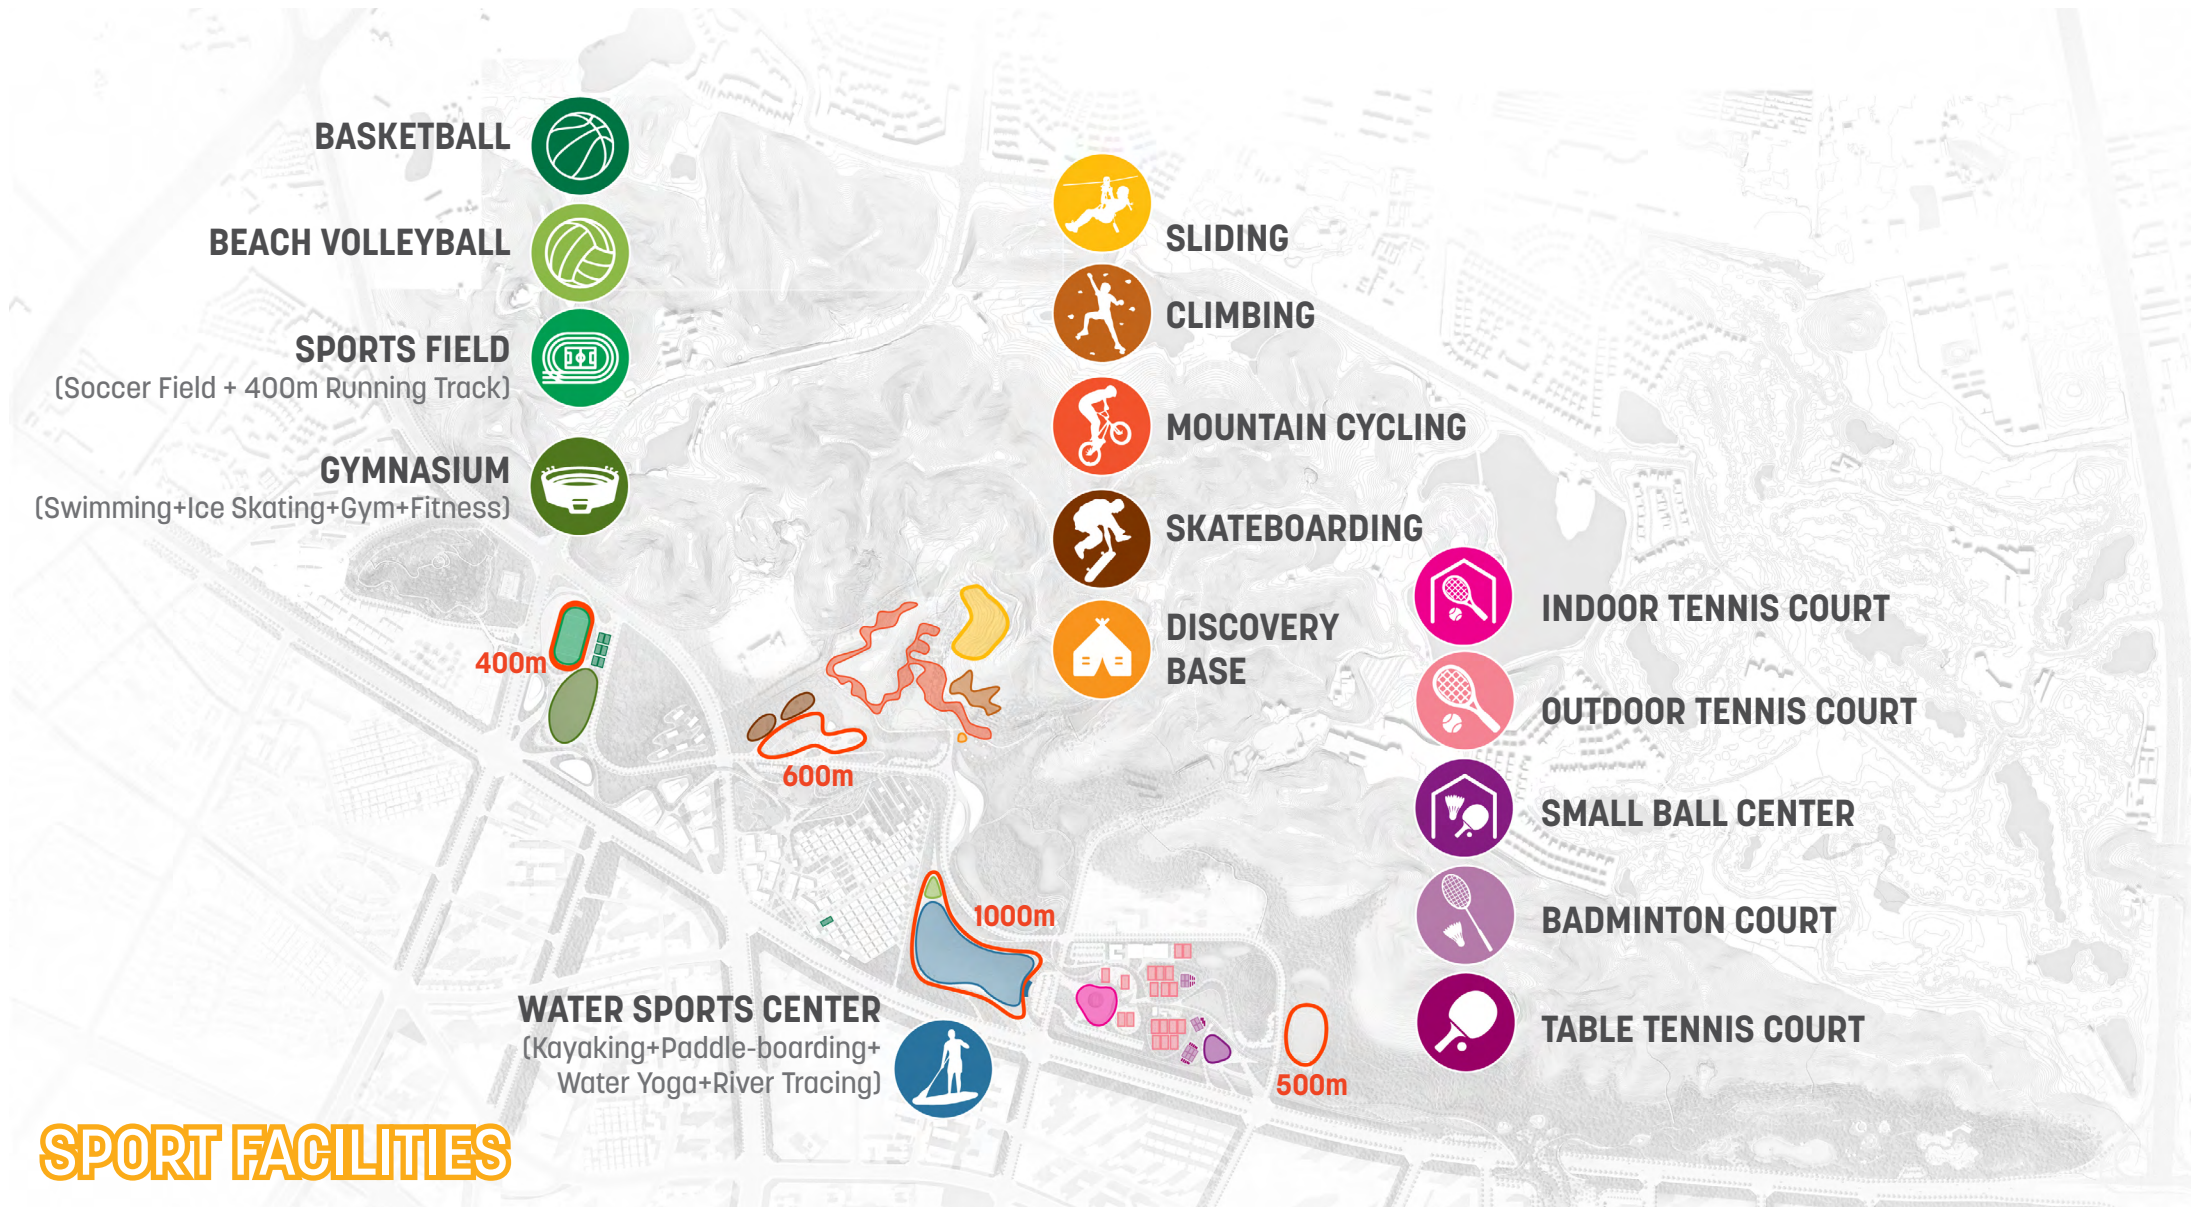 BASKETBALL
BEACH VOLLEYBALL
SPORTS FIELD
(Soccer Field + 400m Running Track)
GYMNASIUM
(Swimming+Ice Skating+Gym+Fitness)
SLIDING
CLIMBING
MOUNTAIN CYCLING
SKATEBOARDING
DISCOVERY
BASE
INDOOR TENNIS COURT
OUTDOOR TENNIS COURT
SMALL BALL CENTER
BADMINTON COURT
TABLE TENNIS COURT
400m
600m
1000m
500m
WATER SPORTS CENTER
(Kayaking+Paddle-boarding+
Water Yoga+River Tracing)
SPORT FACILITIES